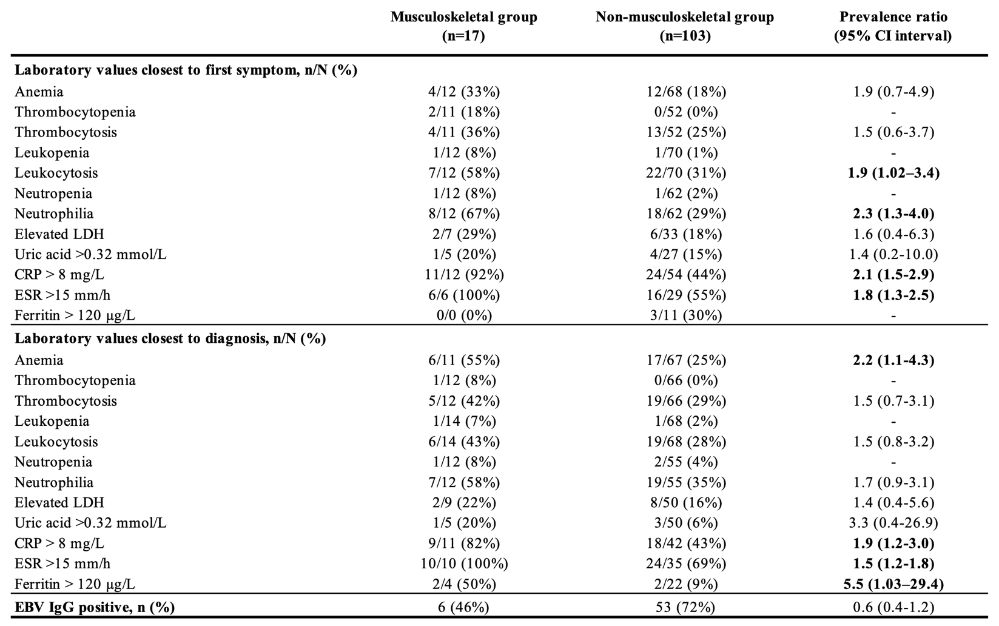 Musculoskeletal group Non-musculoskeletal group Prevalence ratio
(n=17) (n=103) (95% CI interval)
Laboratory values closest to first symptom, n/N (%)
Anemia 4/12 (33%) 12/68 (18%) 1.9 (0.7-4.9)
Thrombocytopenia 2/11 (18%) 0/52 (0%) -
Thrombocytosis 4/11 (36%) 13/52 (25%) 1.5 (0.6-3.7)
Leukopenia 1/12 (8%) 1/70 (1%) -
Leukocytosis 7/12 (58%) 22/70 (31%) 1.9 (1.02–3.4)
Neutropenia 1/12 (8%) 1/62 (2%) -
Neutrophilia 8/12 (67%) 18/62 (29%) 2.3 (1.3-4.0)
Elevated LDH 2/7 (29%) 6/33 (18%) 1.6 (0.4-6.3)
Uric acid >0.32 mmol/L 1/5 (20%) 4/27 (15%) 1.4 (0.2-10.0)
CRP > 8 mg/L 11/12 (92%) 24/54 (44%) 2.1 (1.5-2.9)
ESR >15 mm/h 6/6 (100%) 16/29 (55%) 1.8 (1.3-2.5)
Ferritin > 120 μg/L 0/0 (0%) 3/11 (30%) -
Laboratory values closest to diagnosis, n/N (%)
Anemia 6/11 (55%) 17/67 (25%) 2.2 (1.1-4.3)
Thrombocytopenia 1/12 (8%) 0/66 (0%) -
Thrombocytosis 5/12 (42%) 19/66 (29%) 1.5 (0.7-3.1)
Leukopenia 1/14 (7%) 1/68 (2%) -
Leukocytosis 6/14 (43%) 19/68 (28%) 1.5 (0.8-3.2)
Neutropenia 1/12 (8%) 2/55 (4%) -
Neutrophilia 7/12 (58%) 19/55 (35%) 1.7 (0.9-3.1)
Elevated LDH 2/9 (22%) 8/50 (16%) 1.4 (0.4-5.6)
Uric acid >0.32 mmol/L 1/5 (20%) 3/50 (6%) 3.3 (0.4-26.9)
CRP > 8 mg/L 9/11 (82%) 18/42 (43%) 1.9 (1.2-3.0)
ESR >15 mm/h 10/10 (100%) 24/35 (69%) 1.5 (1.2-1.8)
Ferritin > 120 μg/L 2/4 (50%) 2/22 (9%) 5.5 (1.03–29.4)
EBV IgG positive, n (%) 6 (46%) 53 (72%) 0.6 (0.4-1.2)